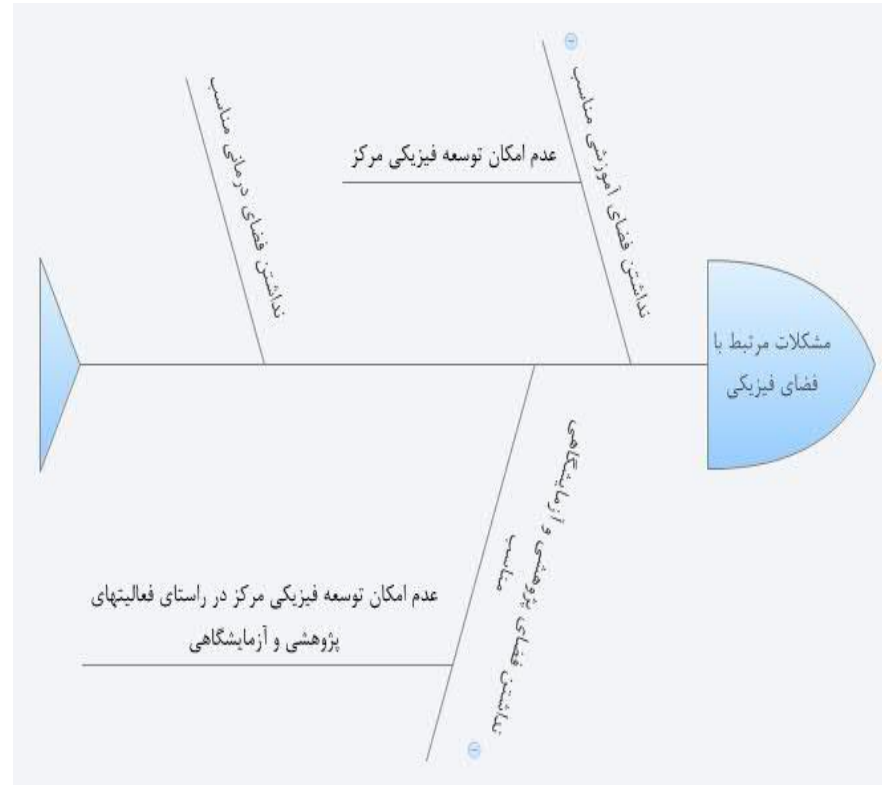 نداشتن فضای آموزشی مناسب
عدم امکان توسعه فیزیکی مرکز
نداشتن فضای درمانی مناسب
مشکلات مرتبط با
فضای فیزیکی
نداشتن فضای پژوهشی و آزمایشگاهی
مناسب
عدم امکان توسعه فیزیکی مرکز در راستای فعالیتهای
پژوهشی و آزمایشگاهی